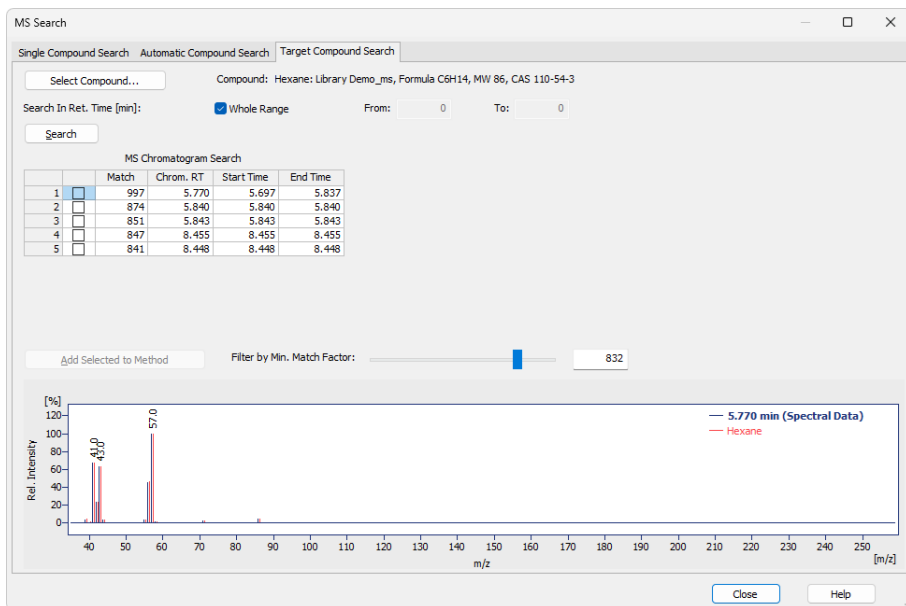 MS Search
Single Compound Search Automatic Compound Search Target Compound Search
Select Compound... Compound: Hexane: Library Demo_ms, Formula C6H14, MW 86, CAS 110-54-3
Search In Ret. Time [min]: Whole Range From: 0 To: 0
Search
MS Chromatogram Search
Match Chrom. RT Start Time End Time
1 997 5.770 5.697 5.837
2 874 5.840 5.840 5.840
3 851 5.843 5.843 5.843
4 847 8.455 8.455 8.455
5 841 8.448 8.448 8.448
Add Selected to Method Filter by Min. Match Factor: 832
[%]
120
100
80
60
40
20
0
Rel. Intensity
41.0
43.0
57.0
5.770 min (Spectral Data)
Hexane
40 50 60 70 80 90 100 110 120 130 140 150 160 170 180 190 200 210 220 230 240 250
m/z [m/z]
Close Help